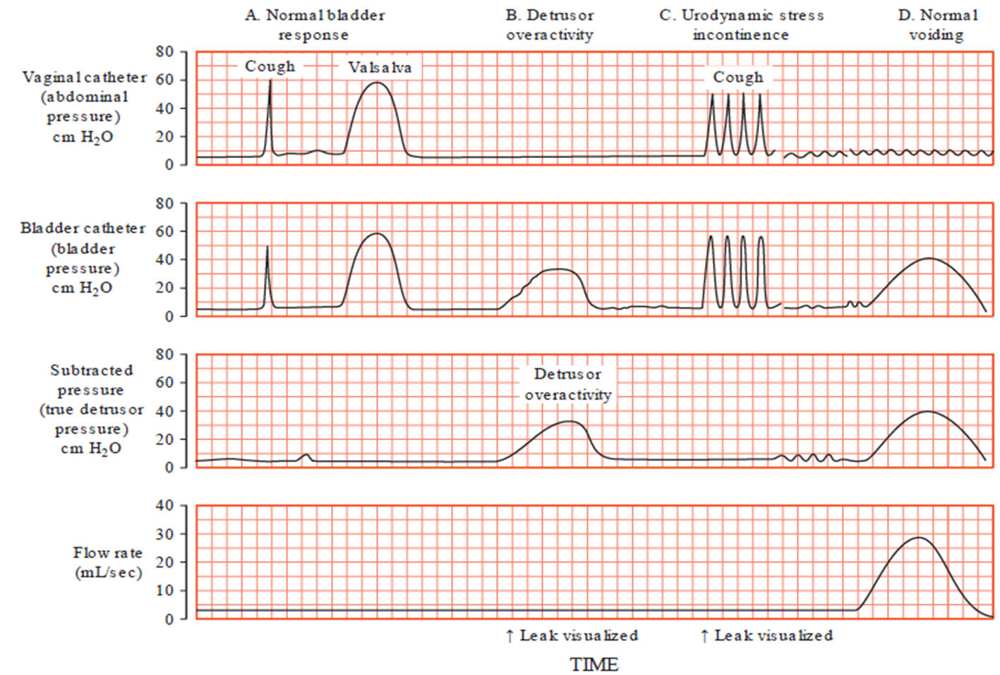 A. Normal bladder
response
B. Detrusor
overactivity
C. Urodynamic stress
incontinence
D. Normal
voiding
Vaginal catheter
(abdominal
pressure)
cm H₂O
80
60
40
20
0
Cough
Valsalva
Cough
Bladder catheter
(bladder
pressure)
cm H₂O
80
60
40
20
0
Subtracted
pressure
(true detrusor
pressure)
cm H₂O
80
60
40
20
0
Detrusor
overactivity
Flow rate
(mL/sec)
40
30
20
10
0
↑ Leak visualized
↑ Leak visualized
TIME